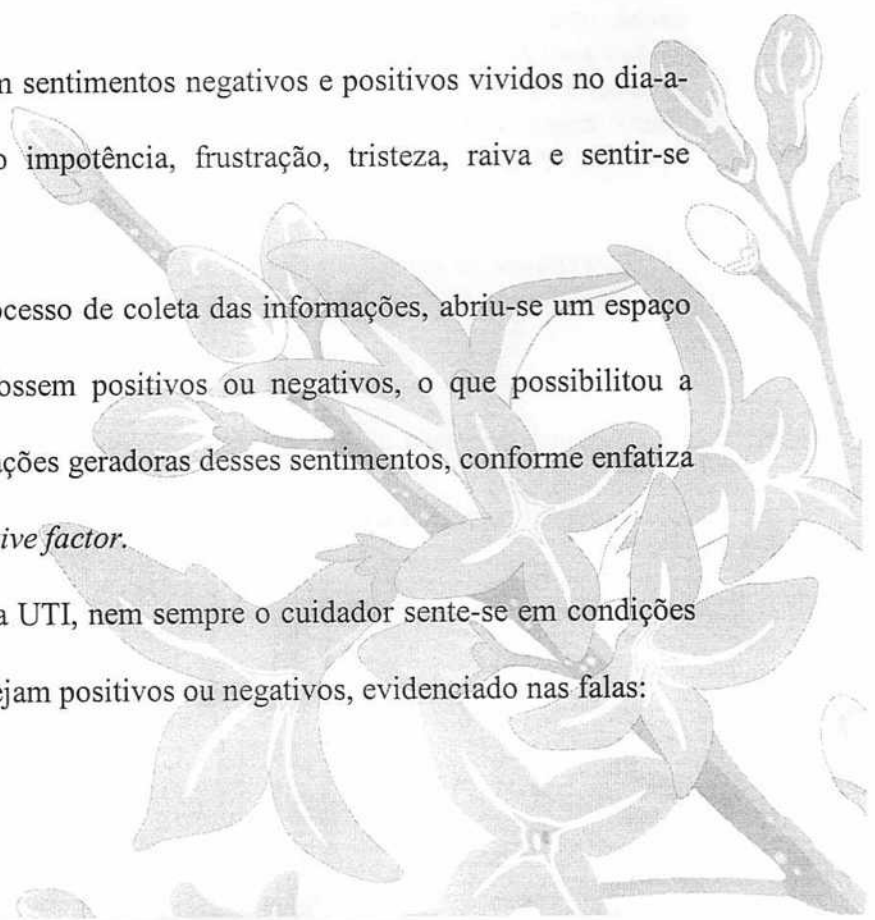 sentimentos negativos e positivos vividos no dia-a-
impotência, frustração, tristeza, raiva e sentir-se
ocesso de coleta das informações, abriu-se um espaço
ossem positivos ou negativos, o que possibilitou a
ações geradoras desses sentimentos, conforme enfatiza
ive factor.
a UTI, nem sempre o cuidador sente-se em condições
ejam positivos ou negativos, evidenciado nas falas: